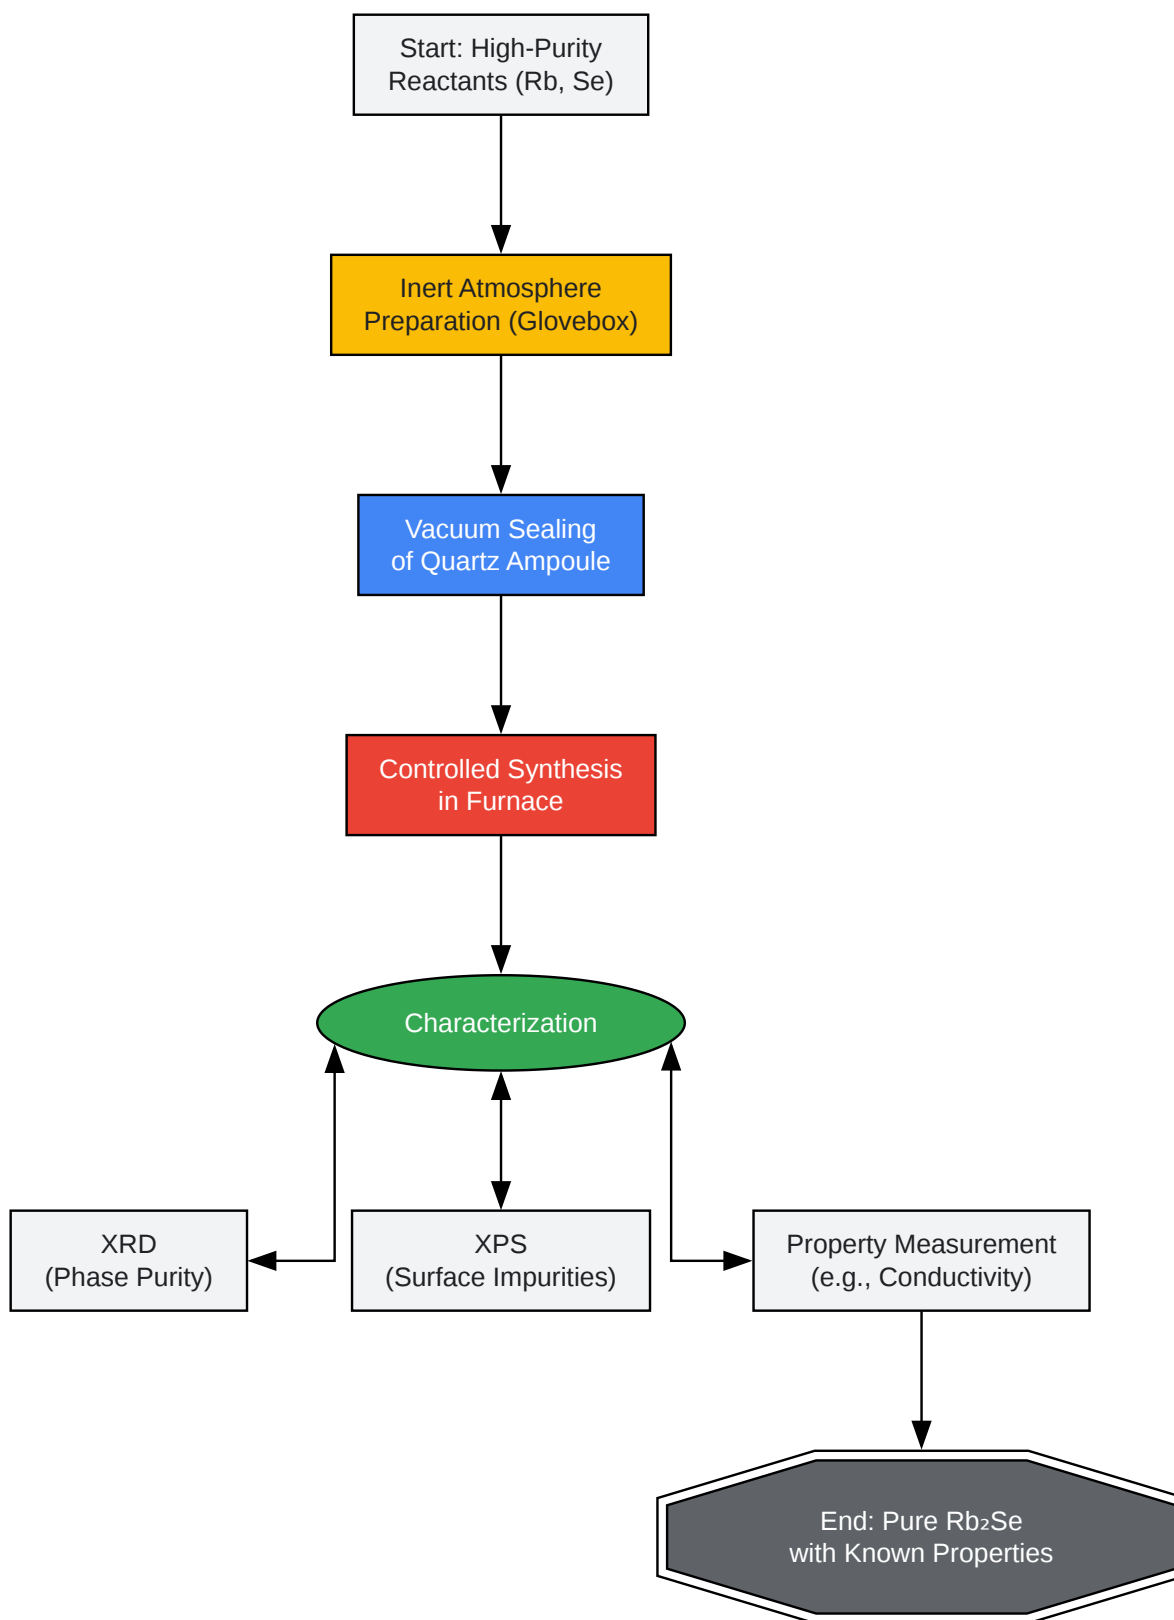 Start: High-Purity
Reactants (Rb, Se)
Inert Atmosphere
Preparation (Glovebox)
Vacuum Sealing
of Quartz Ampoule
Controlled Synthesis
in Furnace
Characterization
XRD
(Phase Purity)
XPS
(Surface Impurities)
Property Measurement
(e.g., Conductivity)
End: Pure Rb₂Se
with Known Properties